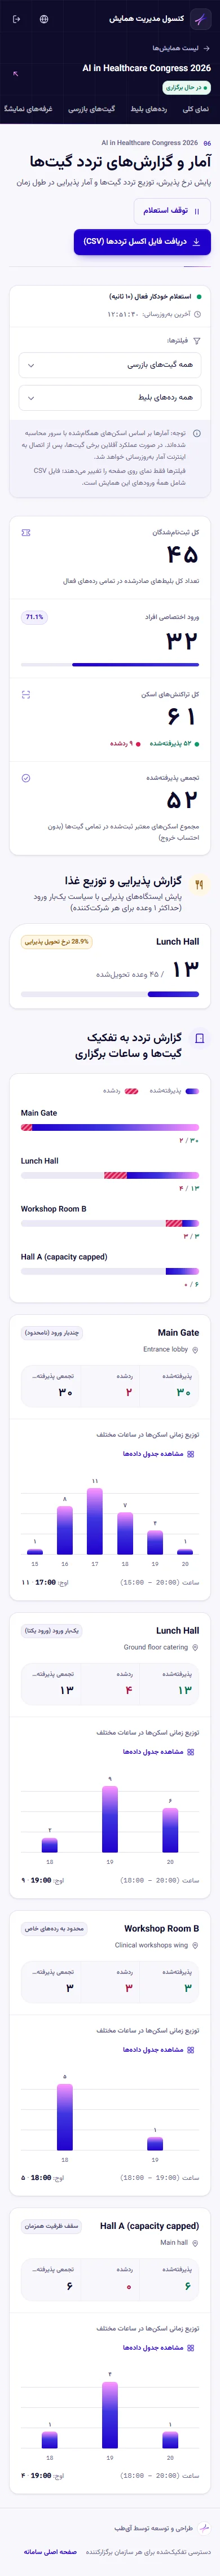 کنسول مدیریت همایش
لیست همایش‌ها
AI in Healthcare Congress 2026
در حال برگزاری
نمای کلی
رده‌های بلیط
گیت‌های بازرسی
غرفه‌های نمایشگا
06 AI in Healthcare Congress 2026
آمار و گزارش‌های تردد گیت‌ها
پایش نرخ پذیرش، توزیع تردد گیت‌ها و آمار پذیرایی در طول زمان
توقف استعلام
دریافت فایل اکسل ترددها (CSV)
استعلام خودکار فعال (۱۰ ثانیه)
آخرین به‌روزرسانی: ۱۲:۵۱:۴۰
فیلترها:
همه گیت‌های بازرسی
همه رده‌های بلیط
توجه: آمارها بر اساس اسکن‌های همگام‌شده با سرور محاسبه
شده‌اند. در صورت عملکرد آفلاین برخی گیت‌ها، پس از اتصال به
اینترنت آمار به‌روزرسانی خواهد شد.
فیلترها فقط نمای روی صفحه را تغییر می‌دهند؛ فایل CSV
شامل همهٔ ورودهای این همایش است.
کل ثبت‌نام‌شدگان
۴۵
تعداد کل بلیط‌های صادرشده در تمامی رده‌های فعال
ورود اختصاصی افراد
71.1%
۳۲
کل تراکنش‌های اسکن
۶۱
۵۲ پذیرفته‌شده
۹ ردشده
تجمعی پذیرفته‌شده
۵۲
مجموع اسکن‌های معتبر ثبت‌شده در تمامی گیت‌ها (بدون
احتساب خروج)
گزارش پذیرایی و توزیع غذا
پایش ایستگاه‌های پذیرایی با سیاست یک‌بار ورود
(حداکثر ۱ وعده برای هر شرکت‌کننده)
Lunch Hall
28.9% نرخ تحویل پذیرایی
۱۳ / ۴۵ وعده تحویل‌شده
گزارش تردد به تفکیک
گیت‌ها و ساعات برگزاری
پذیرفته‌شده
ردشده
Main Gate
۳۰ / ۲
Lunch Hall
۱۳ / ۴
Workshop Room B
۳ / ۳
Hall A (capacity capped)
۶ / ۰
Main Gate
چندبار ورود (نامحدود)
Entrance lobby
پذیرفته‌شده
ردشده
تجمعی پذیرفته‌...
۳۰
۲
۳۰
توزیع زمانی اسکن‌ها در ساعات مختلف
مشاهده جدول داده‌ها
۱
۸
۱۱
۷
۴
۱
15
16
17
18
19
20
ساعت (15:00 – 20:00)
اوج: 17:00 · ۱۱
Lunch Hall
یک‌بار ورود (ورود یکتا)
Ground floor catering
پذیرفته‌شده
ردشده
تجمعی پذیرفته‌...
۱۳
۴
۱۳
توزیع زمانی اسکن‌ها در ساعات مختلف
مشاهده جدول داده‌ها
۲
۹
۶
18
19
20
ساعت (18:00 – 20:00)
اوج: 19:00 · ۹
Workshop Room B
محدود به رده‌های خاص
Clinical workshops wing
پذیرفته‌شده
ردشده
تجمعی پذیرفته‌...
۳
۳
۳
توزیع زمانی اسکن‌ها در ساعات مختلف
مشاهده جدول داده‌ها
۵
۱
18
19
ساعت (18:00 – 19:00)
اوج: 18:00 · ۵
Hall A (capacity capped)
سقف ظرفیت همزمان
Main hall
پذیرفته‌شده
ردشده
تجمعی پذیرفته‌...
۶
۰
۶
توزیع زمانی اسکن‌ها در ساعات مختلف
مشاهده جدول داده‌ها
۱
۴
۱
18
19
20
ساعت (18:00 – 20:00)
اوج: 19:00 · ۴
طراحی و توسعه توسط آی‌طب
دسترسی تفکیک‌شده برای هر سازمان برگزارکننده
صفحه اصلی سامانه